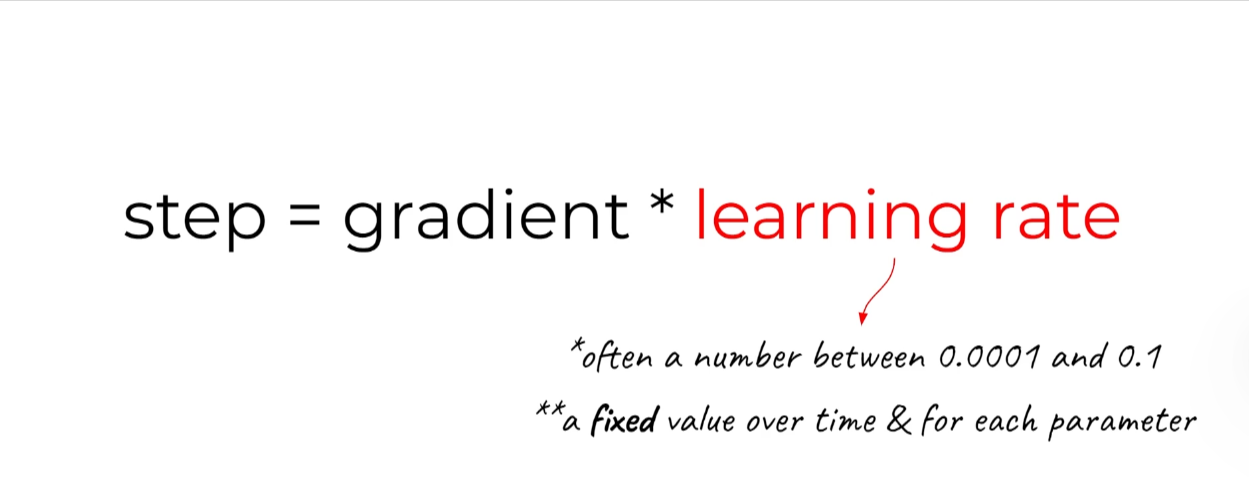 step = gradient * learning rate
*often a number between 0.0001 and 0.1
**a fixed value over time & for each parameter